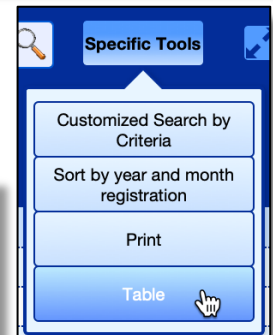 Specific Tools
Customized Search by
Criteria
Sort by year and month
registration
Print
Table